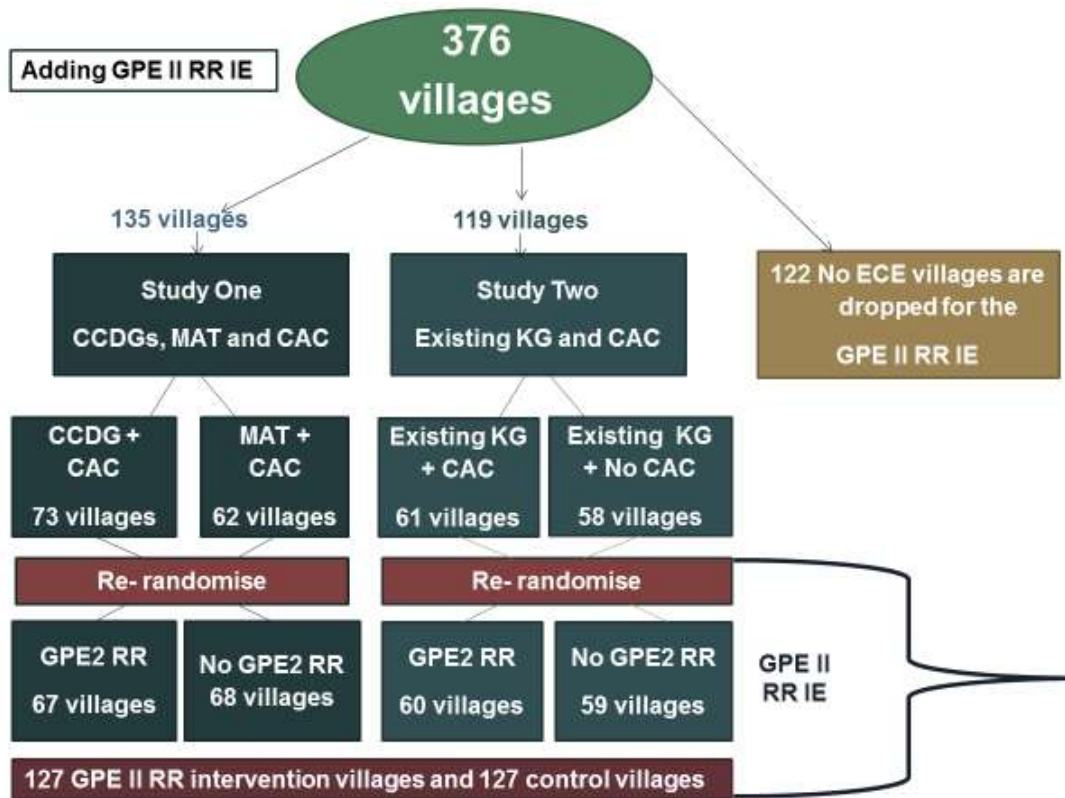 376
villages
Adding GPE II RR IE
135 villages
119 villages
Study One
CCDGs, MAT and CAC
Study Two
Existing KG and CAC
122 No ECE villages are
dropped for the
GPE II RR IE
CCDG +
CAC
73 villages
MAT +
CAC
62 villages
Existing KG
+ CAC
61 villages
Existing KG
+ No CAC
58 villages
Re- randomise
Re- randomise
GPE2 RR
67 villages
No GPE2 RR
68 villages
GPE2 RR
60 villages
No GPE2 RR
59 villages
GPE II
RR IE
127 GPE II RR intervention villages and 127 control villages